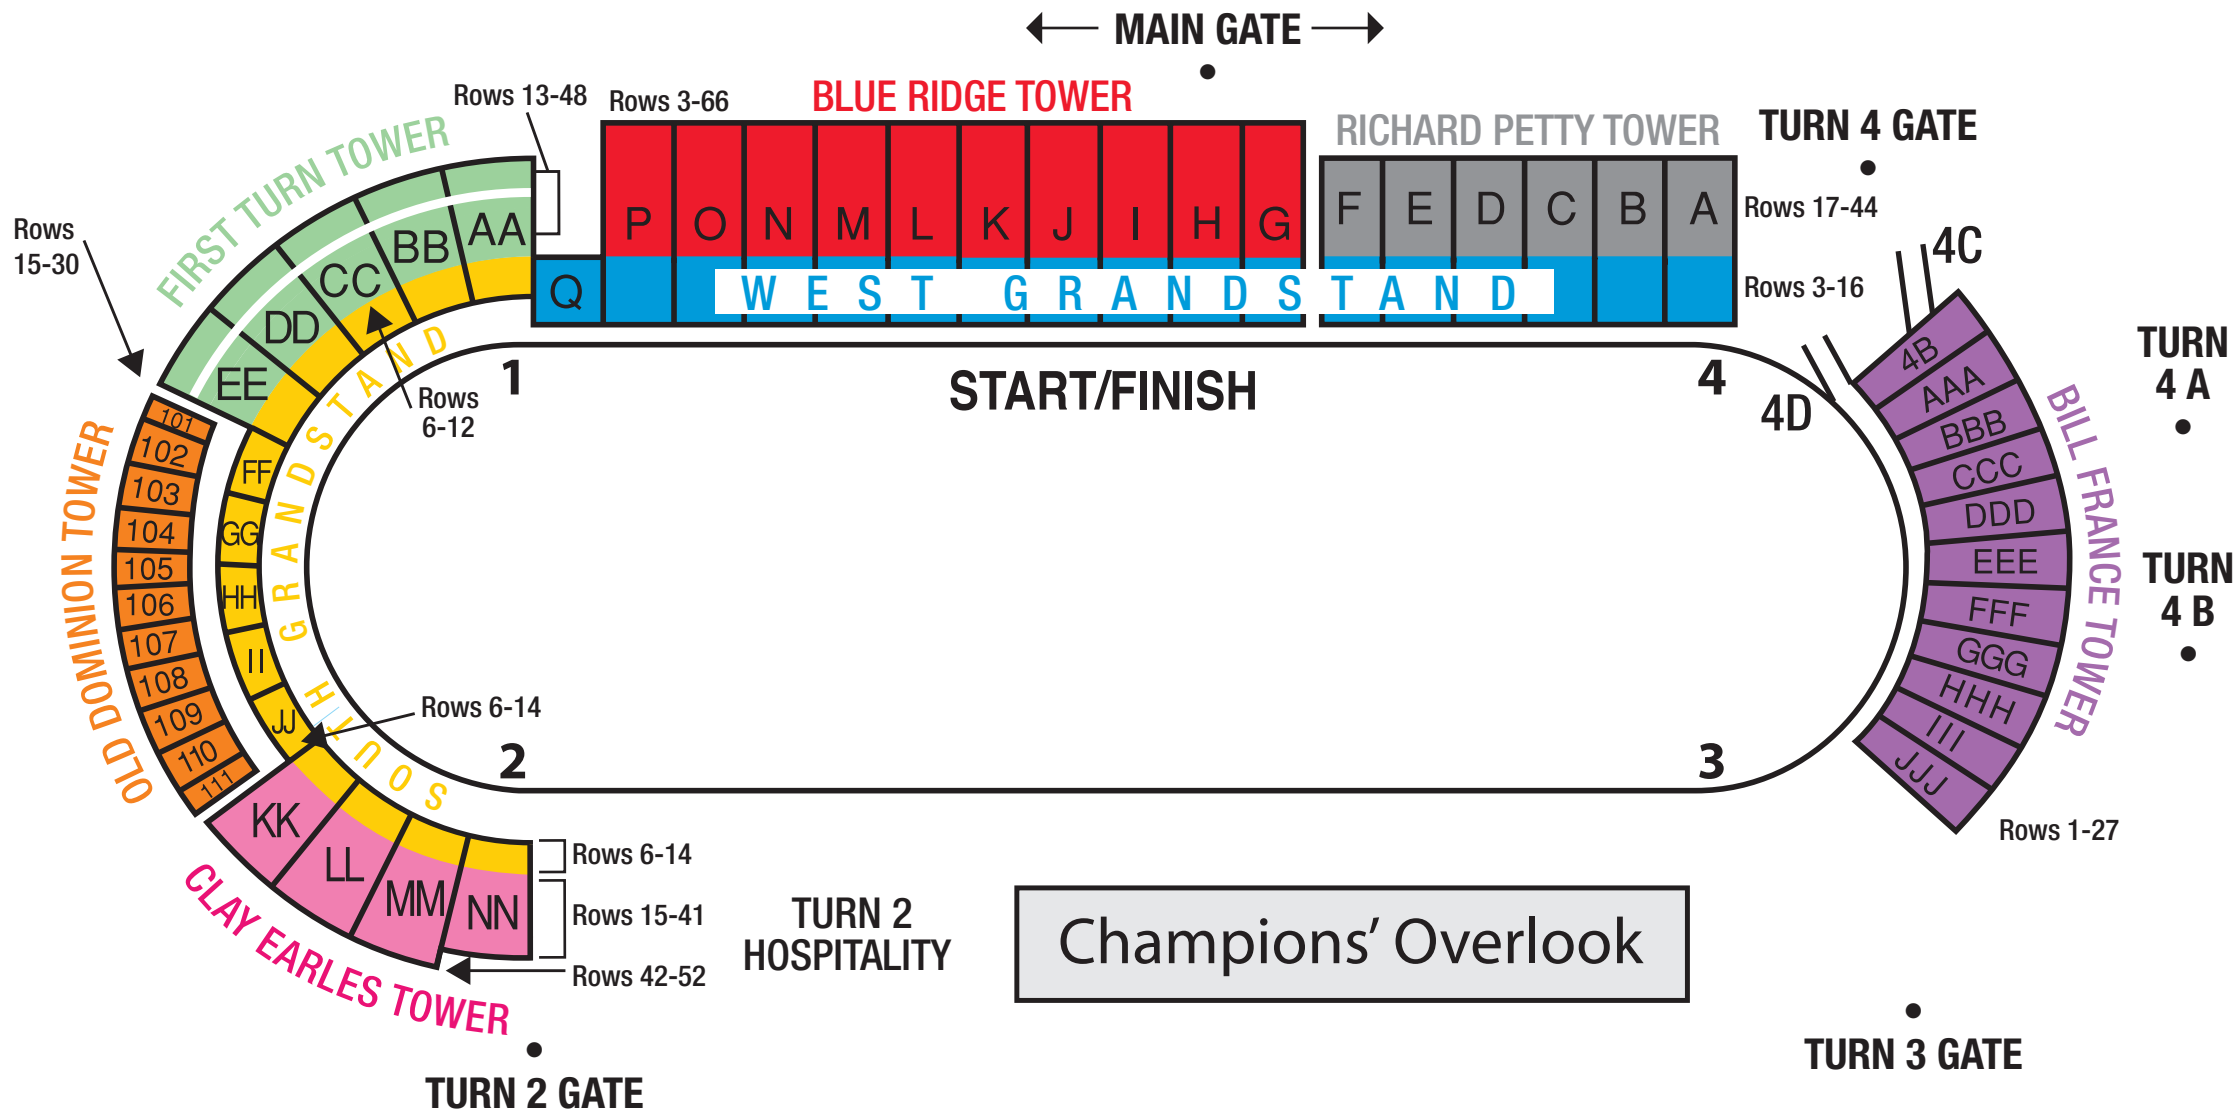 MAIN GATE
BLUE RIDGE TOWER
Rows 13-48
Rows 3-66
RICHARD PETTY TOWER
TURN 4 GATE
FIRST TURN TOWER
Rows
15-30
AA
BB
CC
DD
EE
P O N M L K J I H G
F E D C B A
Rows 17-44
Q
WEST GRANDSTAND
Rows 3-16
4C
4D
Rows
6-12
1
START/FINISH
4
TURN
4 A
TURN
4 B
BILL FRANCE TOWER
4B
AAA
BBB
CCC
DDD
EEE
FFF
GGG
HHH
III
JJJ
Rows 1-27
OLD DOMINION TOWER
101
102
103
104
105
106
107
108
109
110
111
FF
GG
HH
II
JJ
SOUTH GRANDSTAND
Rows 6-14
2
3
KK
LL
MM
NN
CLAY EARLES TOWER
Rows 6-14
Rows 15-41
Rows 42-52
TURN 2
HOSPITALITY
Champions’ Overlook
TURN 2 GATE
TURN 3 GATE